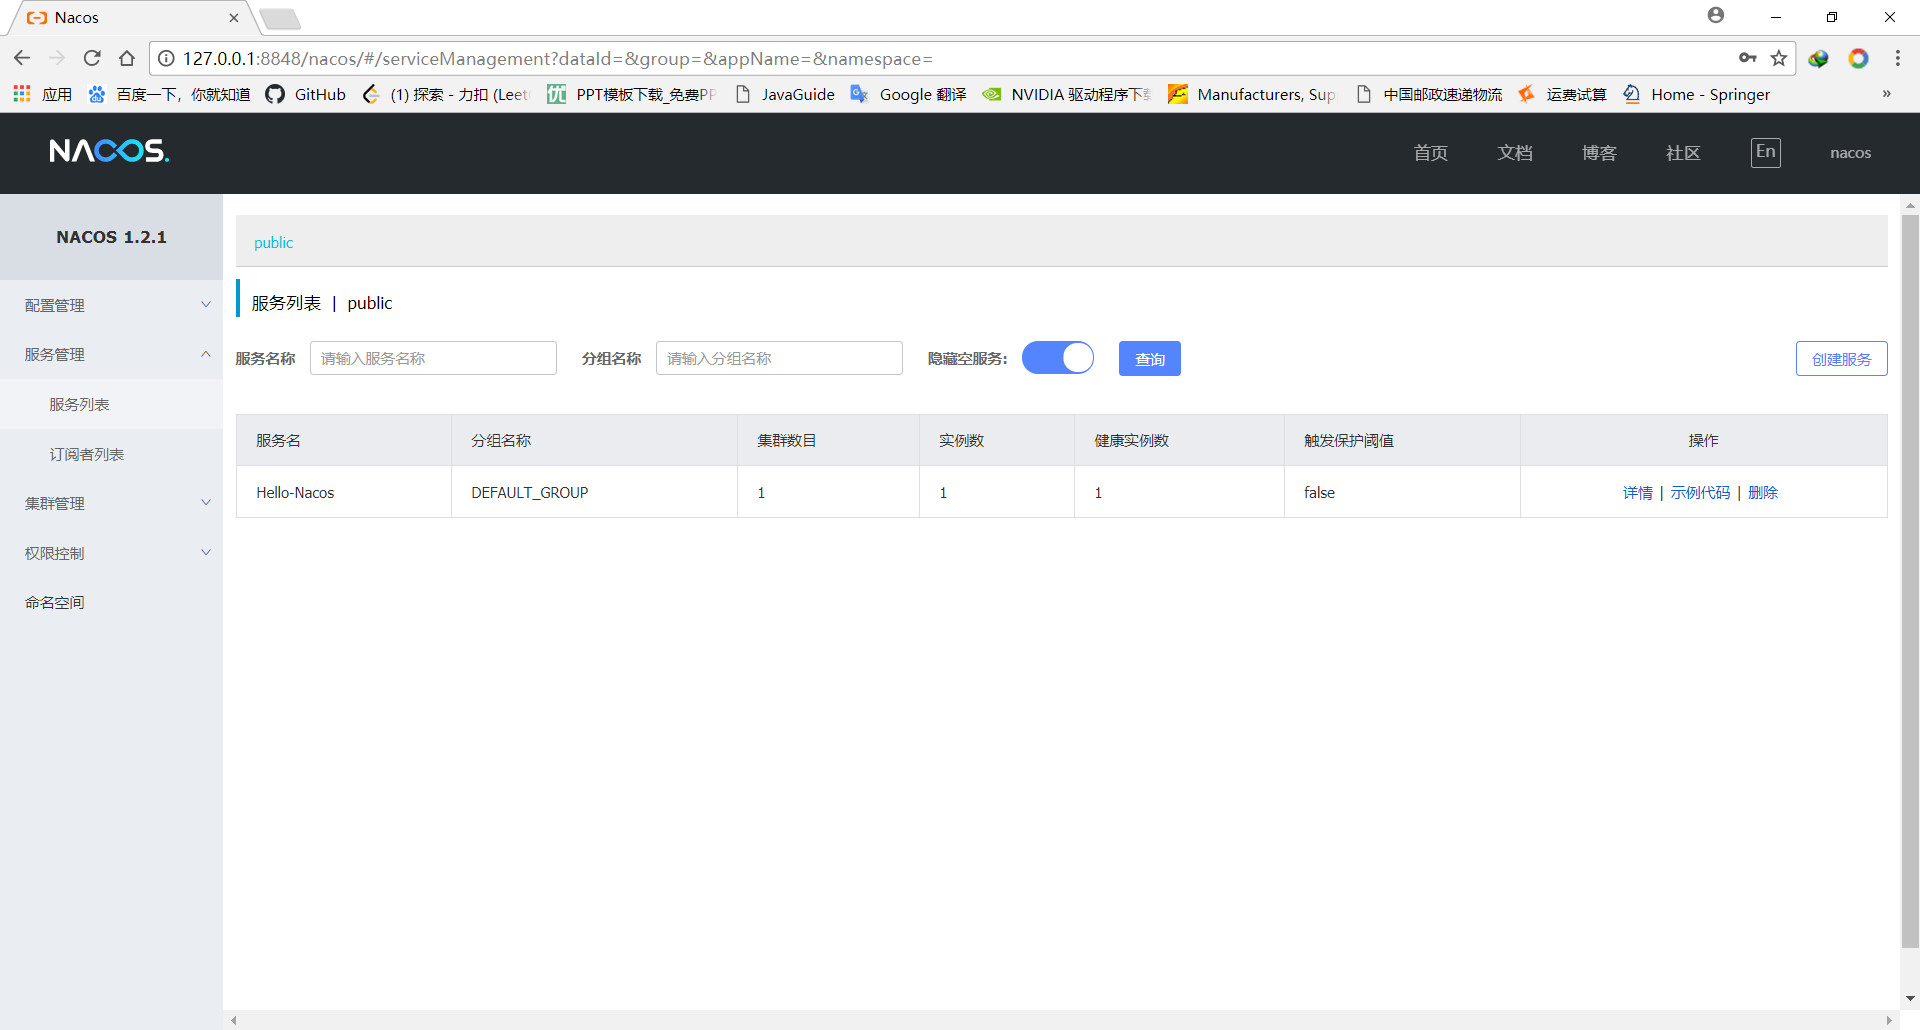 Nacos
127.0.0.1:8848/nacos/#/serviceManagement?dataId=&group=&appName=&namespace=
应用 百度一下，你就知道 GitHub (1) 探索 - 力扣 (Leet PPT模板下载_免费PP JavaGuide Google 翻译 NVIDIA 驱动程序下 Manufacturers, Sup 中国邮政速递物流 运费试算 Home - Springer »
NACOS. 首页 文档 博客 社区 En nacos
NACOS 1.2.1
配置管理
服务管理
服务列表
订阅者列表
集群管理
权限控制
命名空间
public
服务列表 | public
服务名称 请输入服务名称 分组名称 请输入分组名称 隐藏空服务: 查询 创建服务
服务名 分组名称 集群数目 实例数 健康实例数 触发保护阈值 操作
Hello-Nacos DEFAULT_GROUP 1 1 1 false 详情 | 示例代码 | 删除